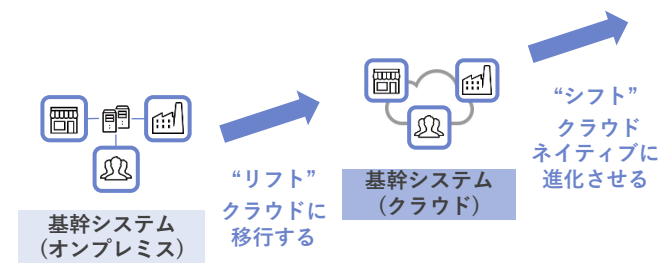 基幹システム
(オンプレミス)
“リフト”
クラウドに
移行する
基幹システム
(クラウド)
“シフト”
クラウド
ネイティブに
進化させる